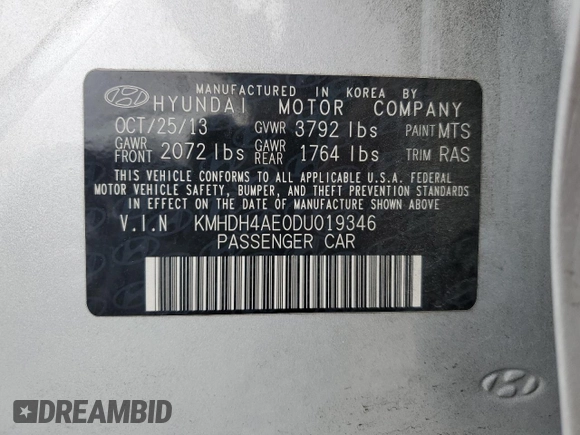 MANUFACTURED IN KOREA BY
HYUNDAI MOTOR COMPANY
OCT/25/13 GVWR 3792 lbs PAINT MTS
GAWR FRONT 2072 lbs GAWR REAR 1764 lbs TRIM RAS
THIS VEHICLE CONFORMS TO ALL APPLICABLE U.S.A. FEDERAL
MOTOR VEHICLE SAFETY, BUMPER, AND THEFT PREVENTION STANDARDS
IN EFFECT ON THE DATE OF MANUFACTURE SHOWN ABOVE.
V.I.N KMHDH4AE0DU019346
PASSENGER CAR
DREAMBID